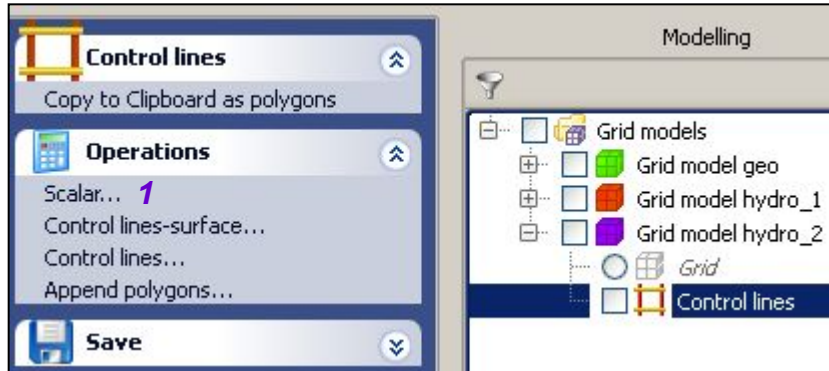 Control lines
Copy to Clipboard as polygons
Operations
Scalar... 1
Control lines-surface...
Control lines...
Append polygons...
Save
Modelling
Grid models
Grid model geo
Grid model hydro_1
Grid model hydro_2
Grid
Control lines